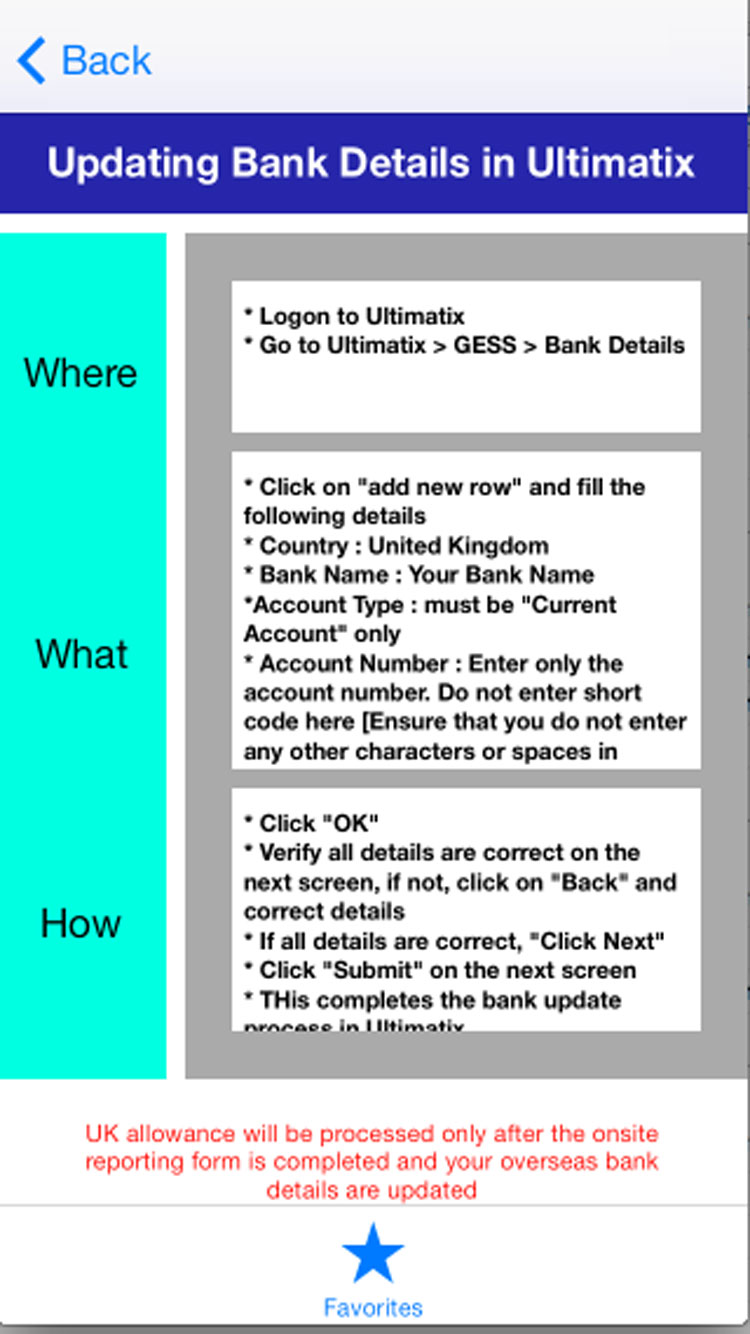 Back
Updating Bank Details in Ultimatix
Where
* Logon to Ultimatix
* Go to Ultimatix > GESS > Bank Details
What
* Click on "add new row" and fill the
following details
* Country : United Kingdom
* Bank Name : Your Bank Name
*Account Type : must be "Current
Account" only
* Account Number : Enter only the
account number. Do not enter short
code here [Ensure that you do not enter
any other characters or spaces in
How
* Click "OK"
* Verify all details are correct on the
next screen, if not, click on "Back" and
correct details
* If all details are correct, "Click Next"
* Click "Submit" on the next screen
* THis completes the bank update
process in Ultimatix
UK allowance will be processed only after the onsite
reporting form is completed and your overseas bank
details are updated
Favorites